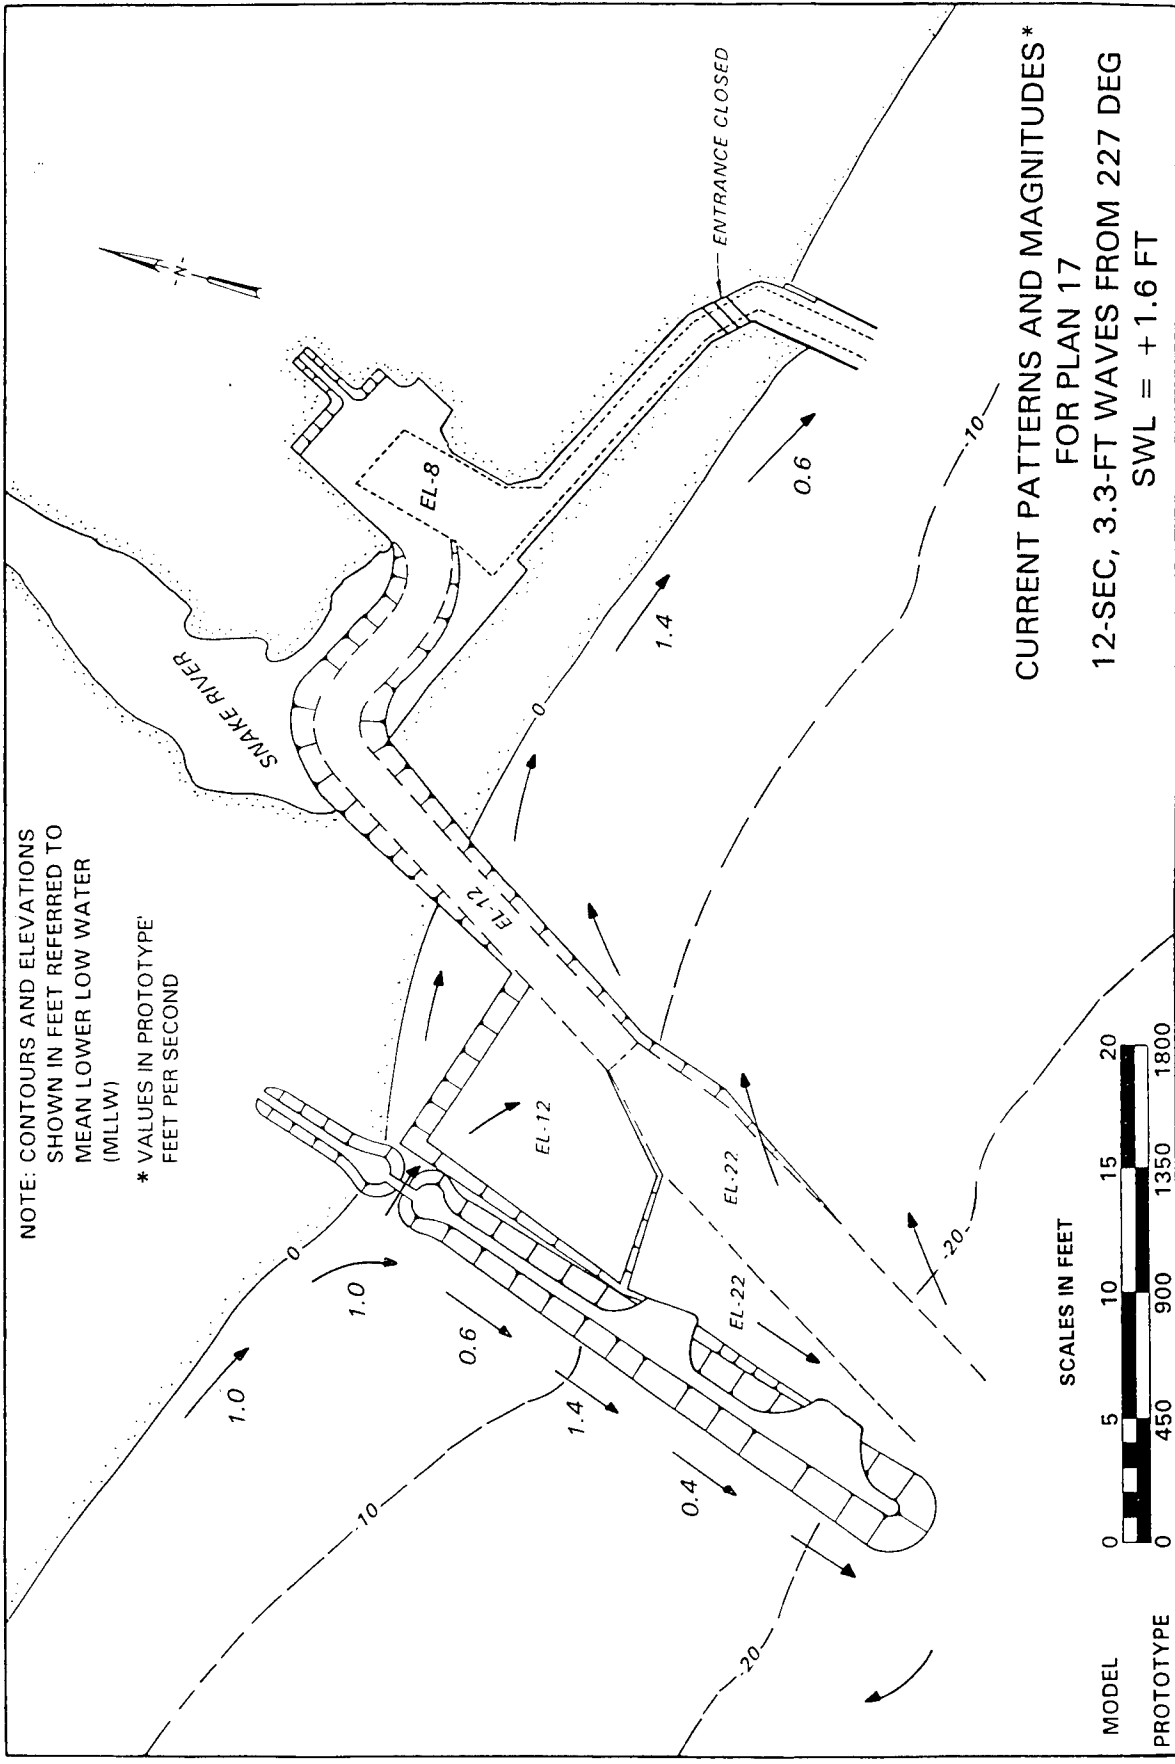 NOTE: CONTOURS AND ELEVATIONS
SHOWN IN FEET REFERRED TO
MEAN LOWER LOW WATER
(MLLW)
* VALUES IN PROTOTYPE
FEET PER SECOND
SNAKE RIVER
-N-
EL-8
ENTRANCE CLOSED
EL-12
EL-12
EL-22
EL-22
0
0
-10
-10-
-20
-20-
1.0
1.0
0.6
1.4
0.4
1.4
0.6
CURRENT PATTERNS AND MAGNITUDES*
FOR PLAN 17
12-SEC, 3.3-FT WAVES FROM 227 DEG
SWL = +1.6 FT
SCALES IN FEET
MODEL 0 5 10 15 20
PROTOTYPE 0 450 900 1350 1800